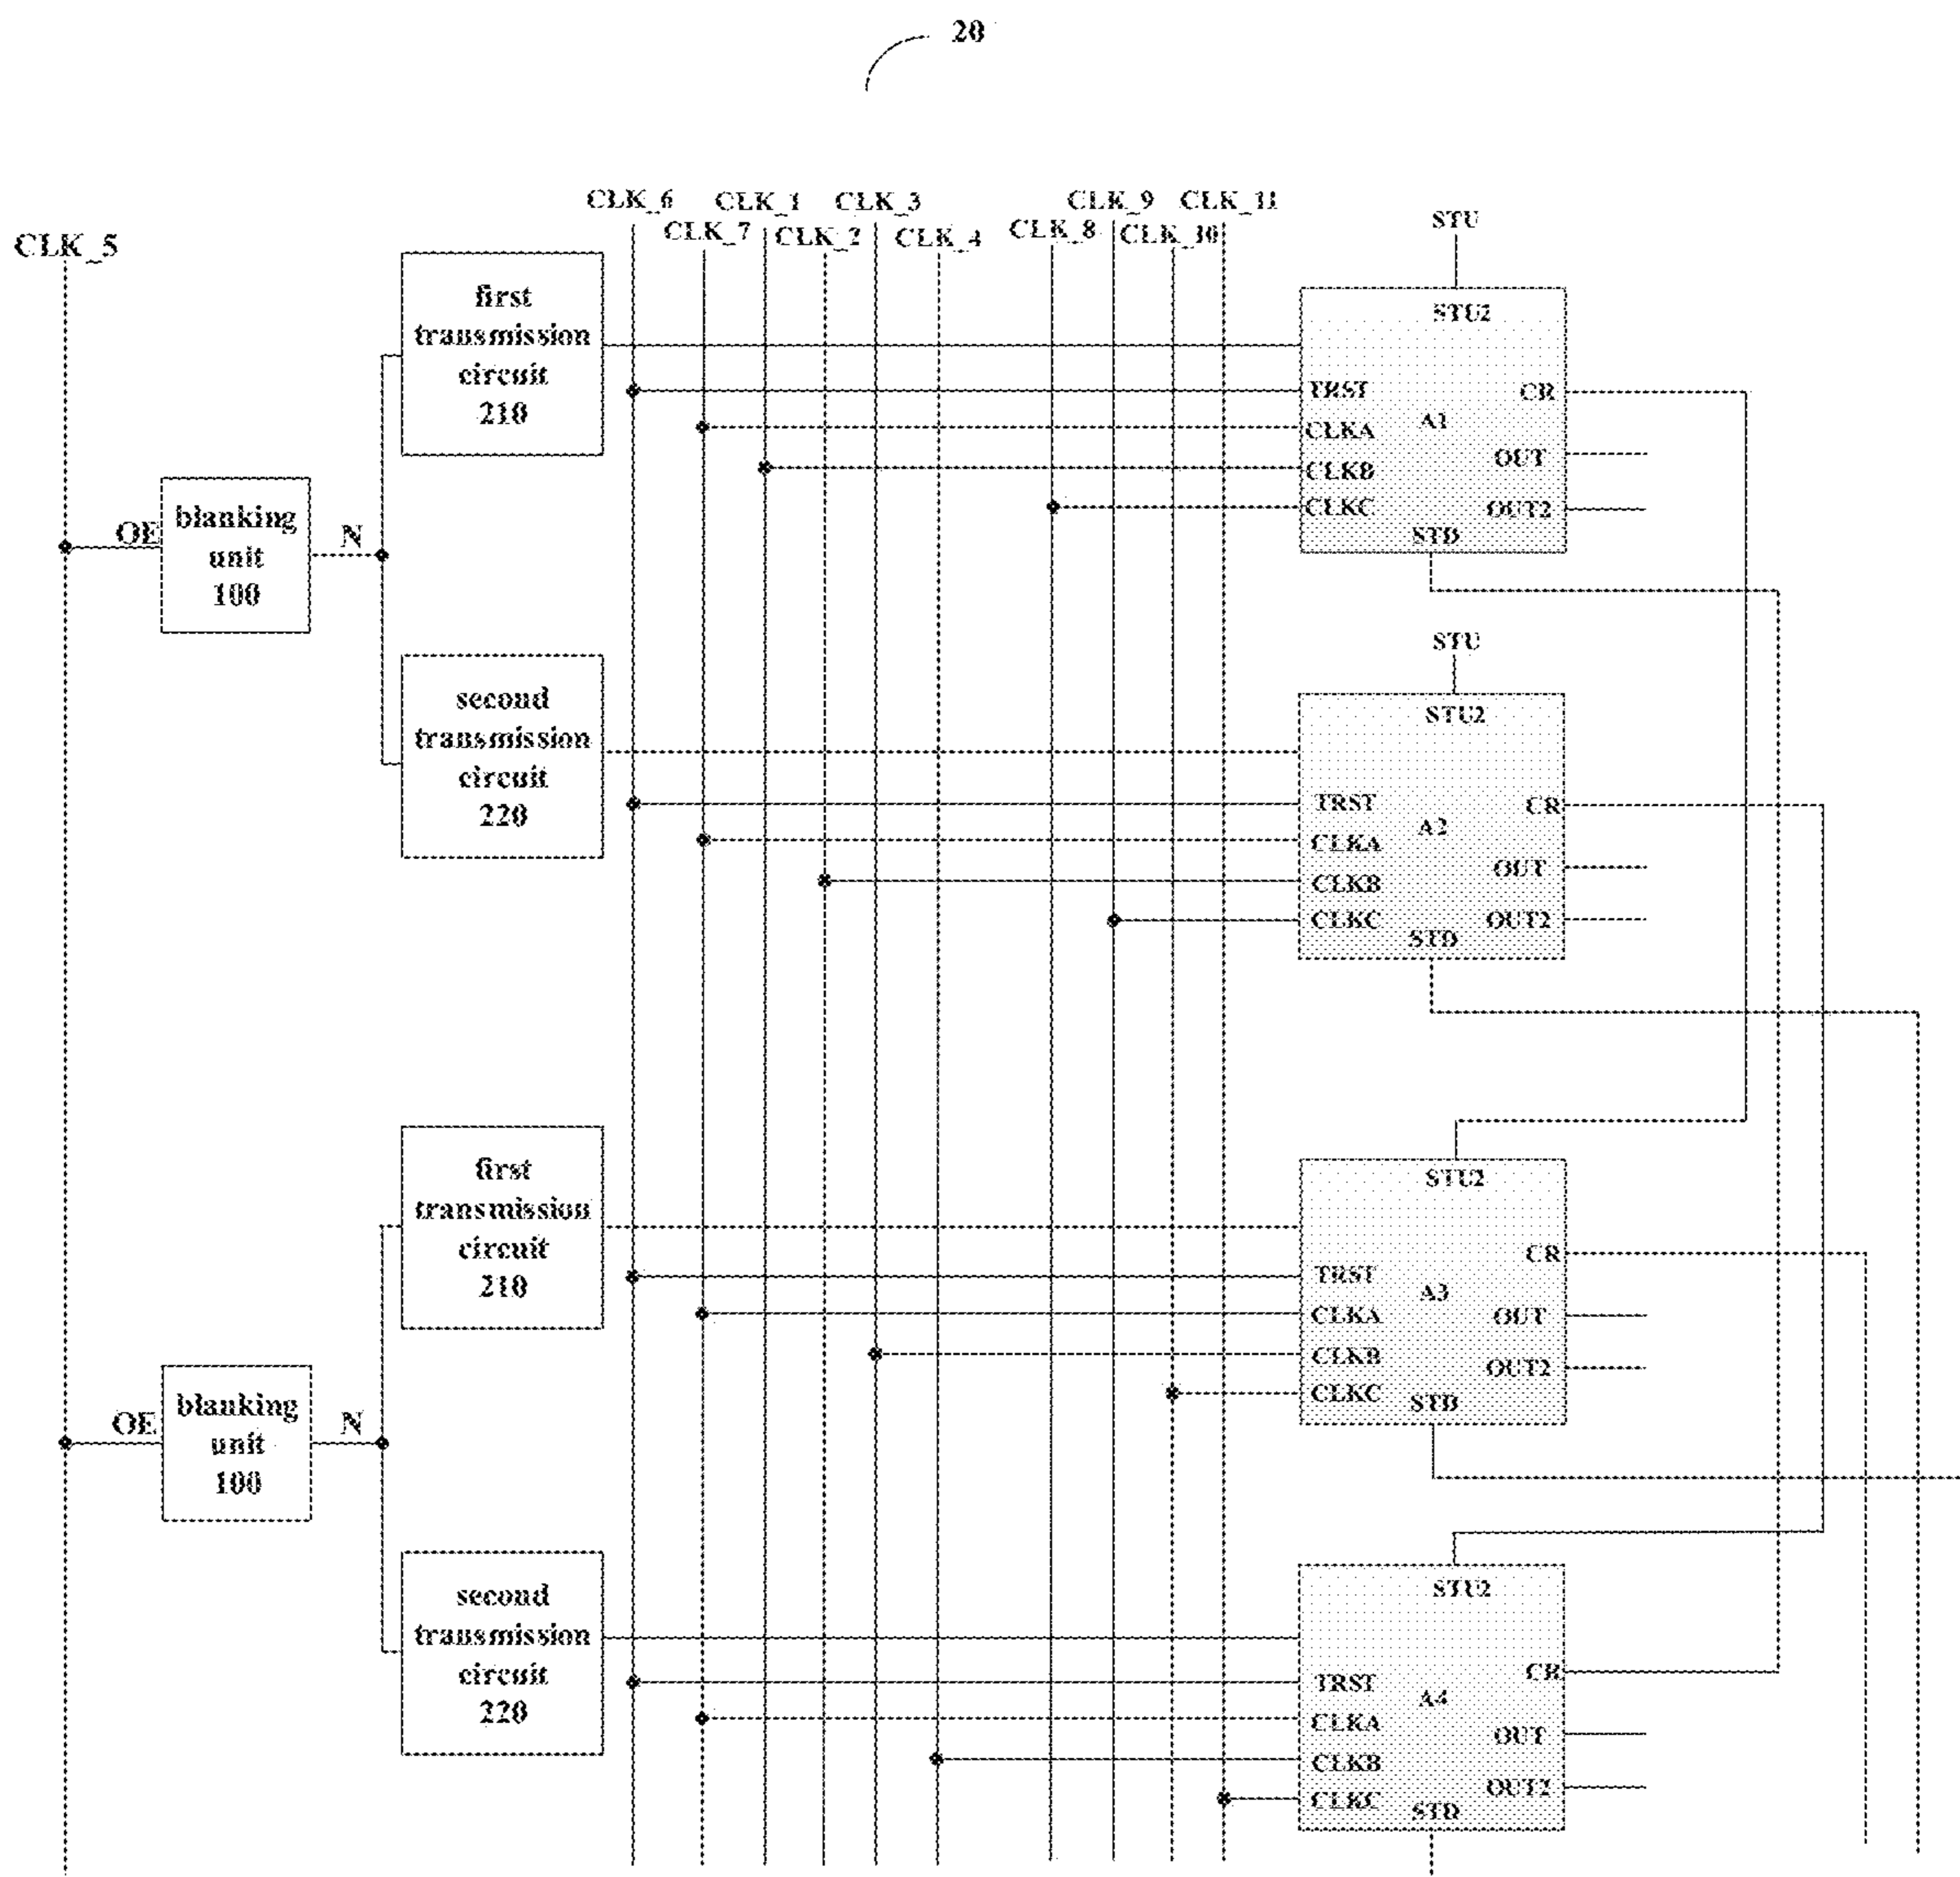 20
CLK_5
CLK_6
CLK_7
CLK_1
CLK_2
CLK_3
CLK_4
CLK_8
CLK_9
CLK_10
CLK_11
STU
first
transmission
circuit
210
STU2
TRST
CLKA
CLKB
CLKC
A1
CR
OUT
OUT2
STD
OE
blanking
unit
100
N
STU
second
transmission
circuit
220
STU2
TRST
CLKA
CLKB
CLKC
A2
CR
OUT
OUT2
STD
first
transmission
circuit
210
STU2
TRST
CLKA
CLKB
CLKC
A3
CR
OUT
OUT2
STD
OE
blanking
unit
100
N
second
transmission
circuit
220
STU2
TRST
CLKA
CLKB
CLKC
A4
CR
OUT
OUT2
STD